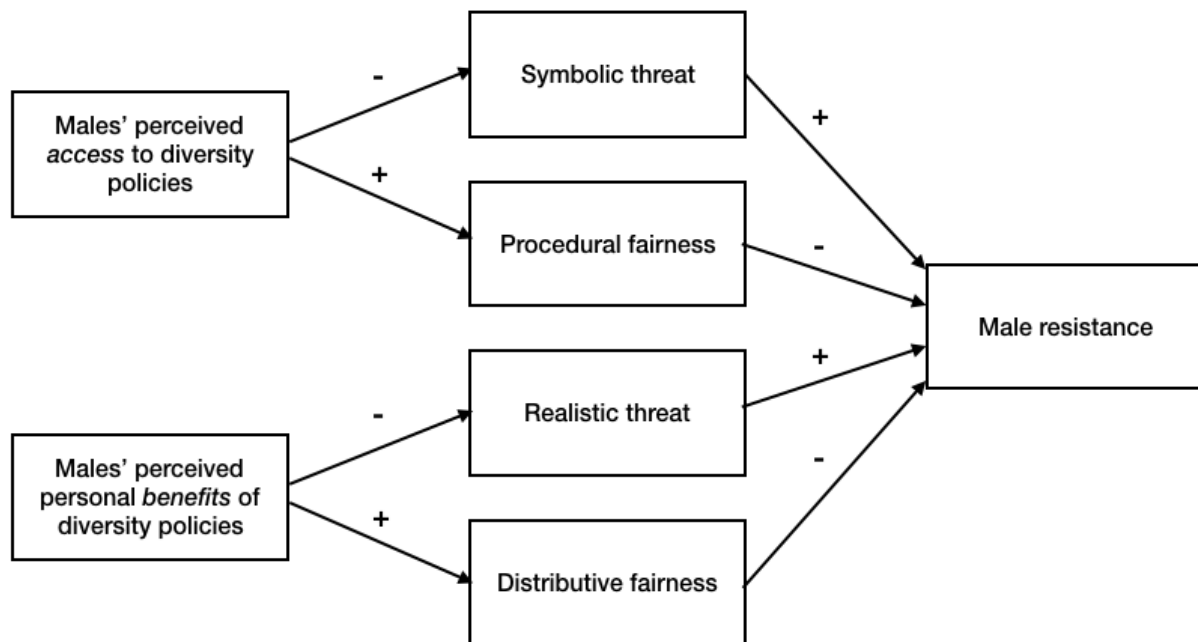 Males' perceived
access to diversity
policies
-
+
Symbolic threat
Procedural fairness
+
-
Males' perceived
personal benefits of
diversity policies
-
+
Realistic threat
Distributive fairness
+
-
Male resistance